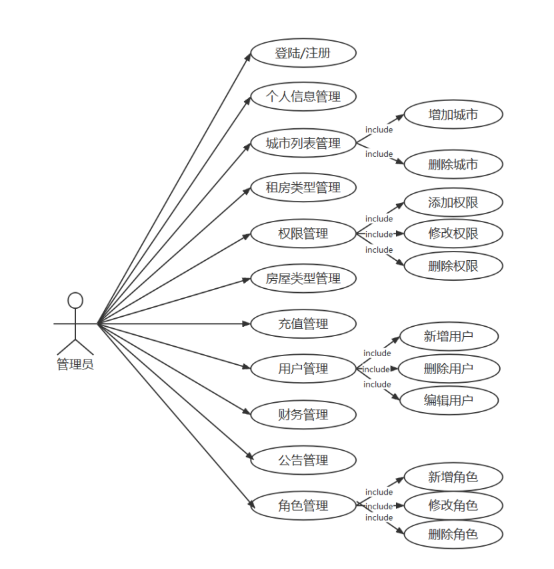 登陆/注册
个人信息管理
城市列表管理
include
增加城市
include
删除城市
租房类型管理
权限管理
include
添加权限
include
修改权限
include
删除权限
房屋类型管理
充值管理
管理员
用户管理
include
新增用户
include
删除用户
include
编辑用户
财务管理
公告管理
角色管理
include
新增角色
include
修改角色
include
删除角色